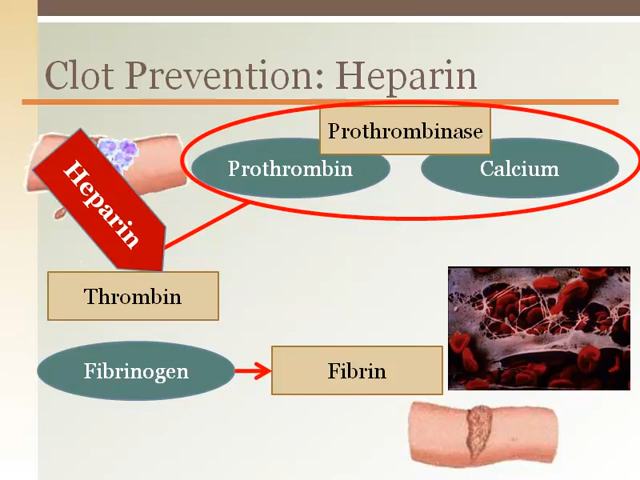 Clot Prevention: Heparin
Prothrombinase
Prothrombin
Calcium
Heparin
Thrombin
Fibrinogen
Fibrin